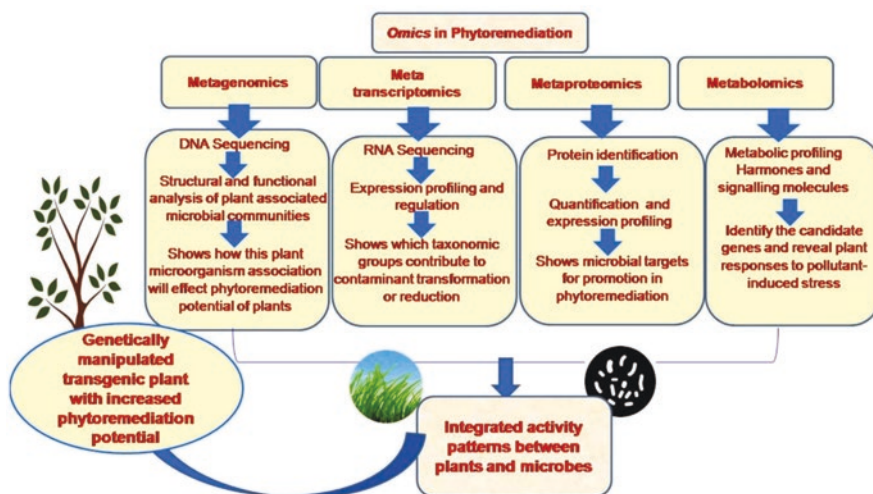 Omics in Phytoremediation
Metagenomics
Meta
transcriptomics
Metaproteomics
Metabolomics
DNA Sequencing
Structural and functional
analysis of plant associated
microbial communities
Shows how this plant
microorganism association
will effect phytoremediation
potential of plants
RNA Sequencing
Expression profiling and
regulation
Shows which taxonomic
groups contribute to
contaminant transformation
or reduction
Protein identification
Quantification and
expression profiling
Shows microbial targets
for promotion in
phytoremediation
Metabolic profiling
Harmones and
signalling molecules
Identify the candidate
genes and reveal plant
responses to pollutant-
induced stress
Genetically
manipulated
transgenic plant
with increased
phytoremediation
potential
Integrated activity
patterns between
plants and microbes